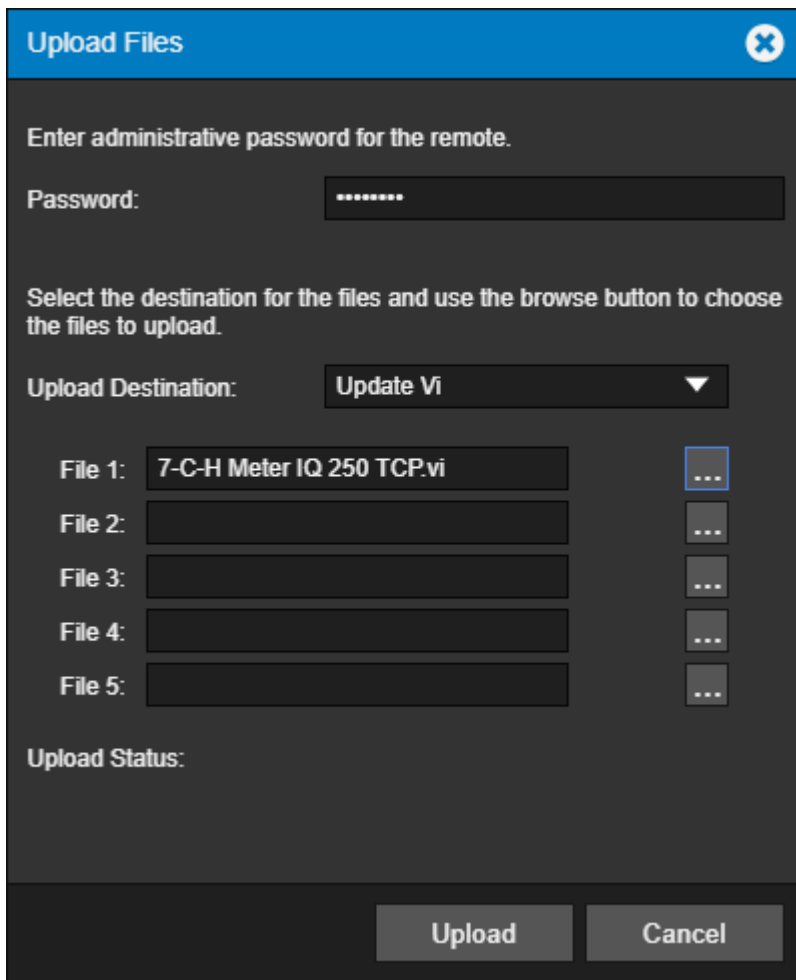 Upload Files
Enter administrative password for the remote.
Password: ••••••••
Select the destination for the files and use the browse button to choose
the files to upload.
Upload Destination: Update Vi
File 1: 7-C-H Meter IQ 250 TCP.vi ...
File 2: ...
File 3: ...
File 4: ...
File 5: ...
Upload Status:
Upload Cancel